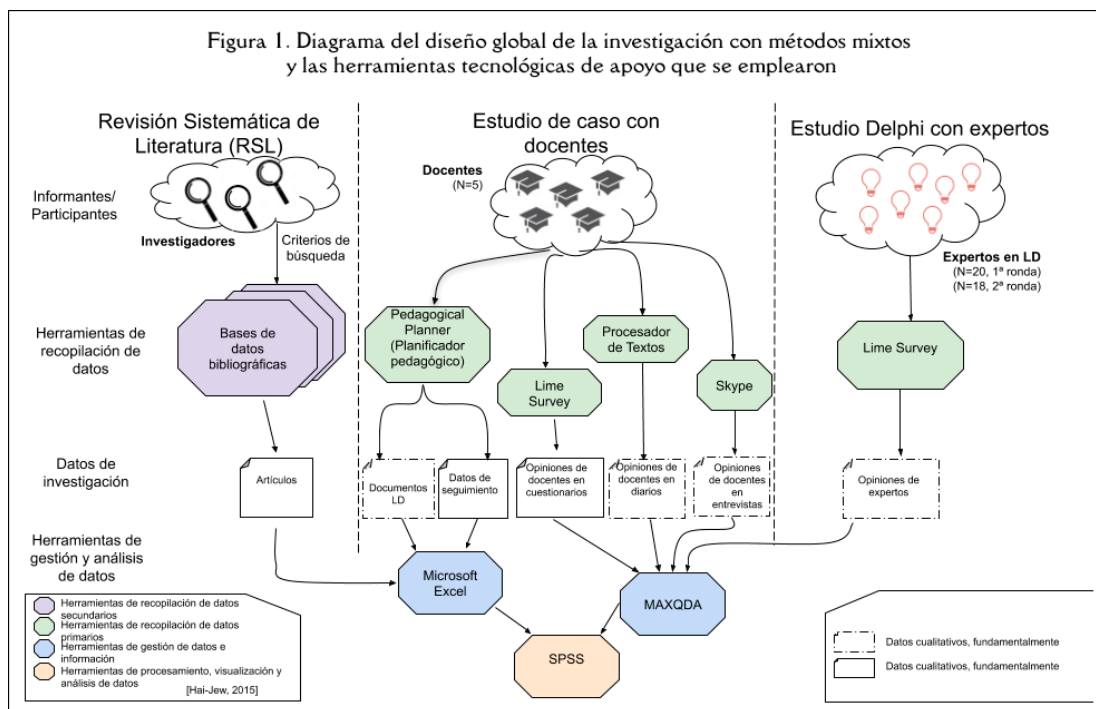 Figura 1. Diagrama del diseño global de la investigación con métodos mixtos
y las herramientas tecnológicas de apoyo que se emplearon
Revisión Sistemática de
Literatura (RSL)
Estudio de caso con
docentes
Estudio Delphi con expertos
Informantes/
Participantes
Investigadores
Criterios de
búsqueda
Docentes
(N=5)
Expertos en LD
(N=20, 1ª ronda)
(N=18, 2ª ronda)
Herramientas de
recopilación de
datos
Bases de
datos
bibliográficas
Pedagogical
Planner
(Planificador
pedagógico)
Lime
Survey
Procesador
de Textos
Skype
Lime Survey
Datos de
investigación
Artículos
Documentos
LD
Datos de
seguimiento
Opiniones de
docentes en
cuestionarios
Opiniones de
docentes en
diarios
Opiniones
de docentes
en
entrevistas
Opiniones de
expertos
Herramientas de
gestión y análisis
de datos
Microsoft
Excel
MAXQDA
SPSS
Herramientas de recopilación de datos
secundarios
Herramientas de recopilación de datos
primarios
Herramientas de gestión de datos e
información
Herramientas de procesamiento, visualización y
análisis de datos
[Hai-Jew, 2015]
Datos cualitativos, fundamentalmente
Datos cualitativos, fundamentalmente